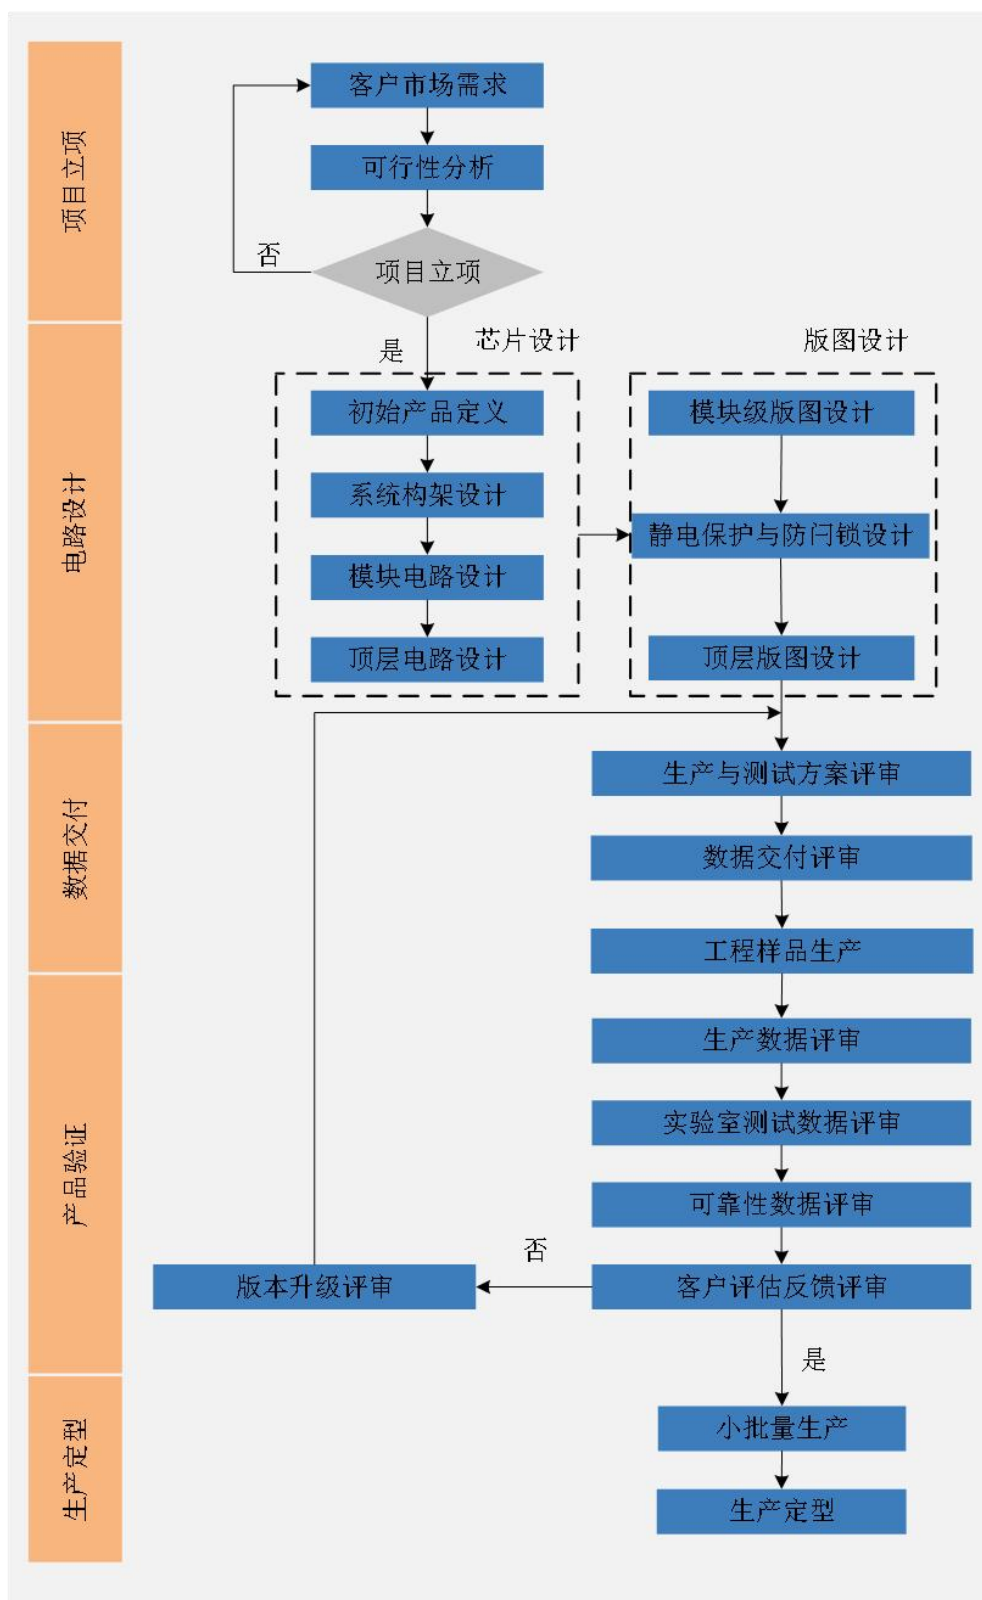 项目立项
客户市场需求
可行性分析
否
项目立项
是
电路设计
芯片设计
版图设计
初始产品定义
系统构架设计
模块电路设计
顶层电路设计
模块级版图设计
静电保护与防闩锁设计
顶层版图设计
数据交付
生产与测试方案评审
数据交付评审
工程样品生产
产品验证
生产数据评审
实验室测试数据评审
可靠性数据评审
否
版本升级评审
客户评估反馈评审
是
生产定型
小批量生产
生产定型